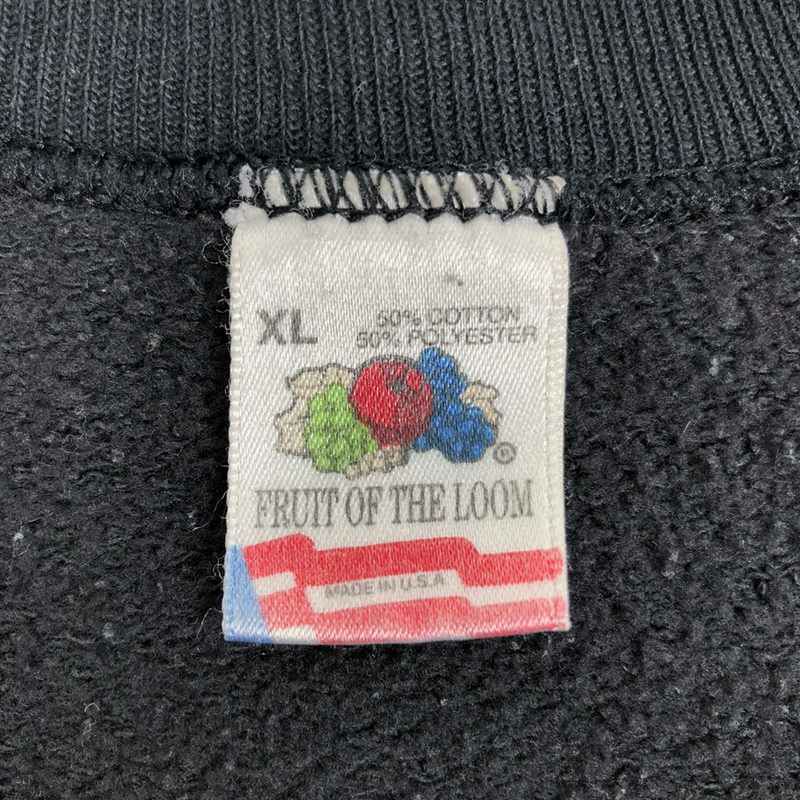 XL
50% COTTON
50% POLYESTER
®
FRUIT OF THE LOOM
MADE IN U.S.A.